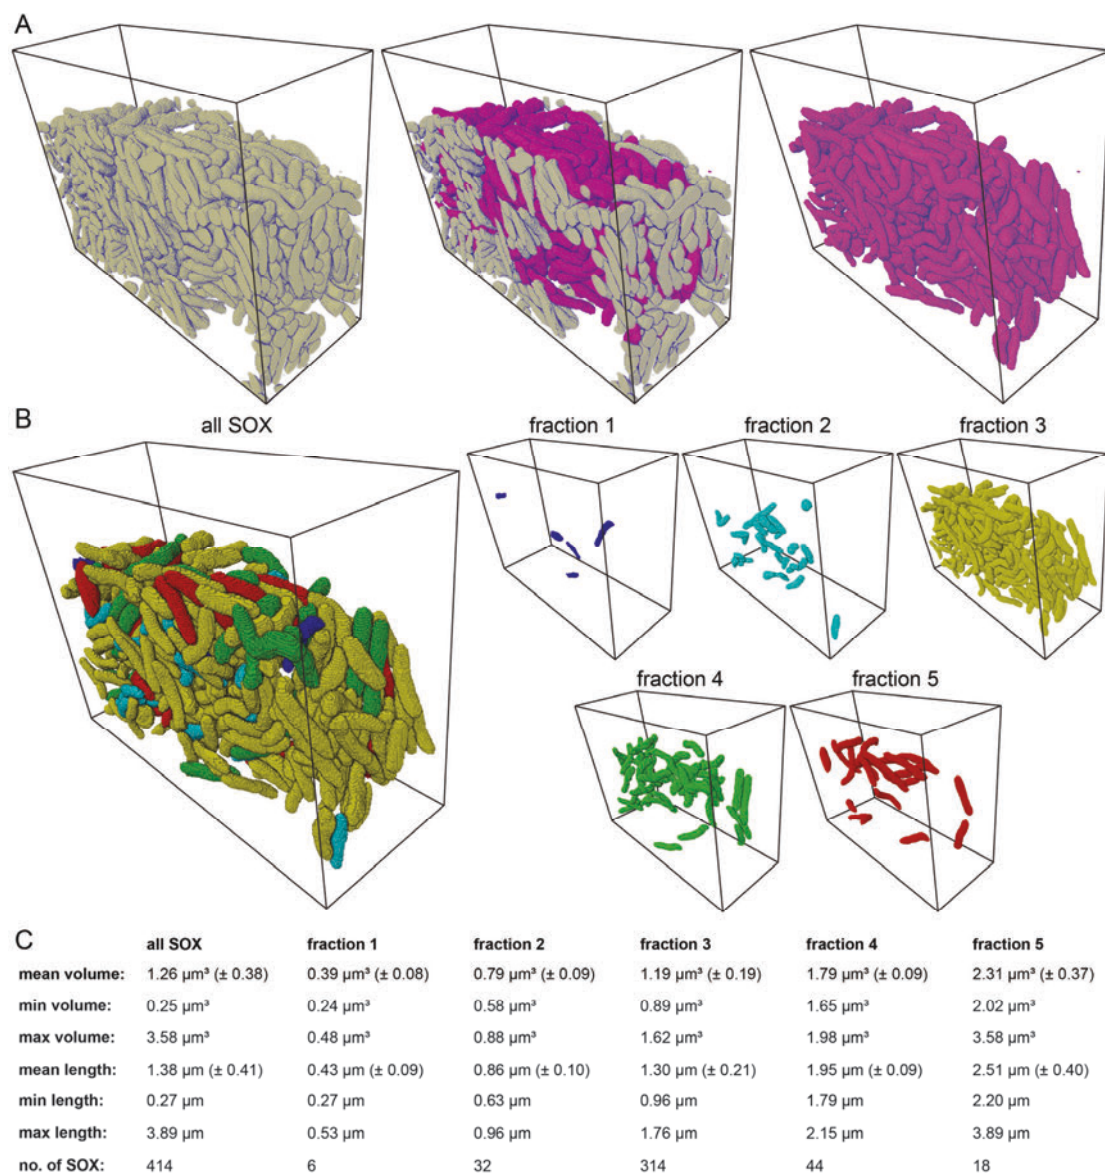 A
B
all SOX
fraction 1
fraction 2
fraction 3
fraction 4
fraction 5
C
all SOX fraction 1 fraction 2 fraction 3 fraction 4 fraction 5
mean volume: 1.26 µm³ (± 0.38) 0.39 µm³ (± 0.08) 0.79 µm³ (± 0.09) 1.19 µm³ (± 0.19) 1.79 µm³ (± 0.09) 2.31 µm³ (± 0.37)
min volume: 0.25 µm³ 0.24 µm³ 0.58 µm³ 0.89 µm³ 1.65 µm³ 2.02 µm³
max volume: 3.58 µm³ 0.48 µm³ 0.88 µm³ 1.62 µm³ 1.98 µm³ 3.58 µm³
mean length: 1.38 µm (± 0.41) 0.43 µm (± 0.09) 0.86 µm (± 0.10) 1.30 µm (± 0.21) 1.95 µm (± 0.09) 2.51 µm (± 0.40)
min length: 0.27 µm 0.27 µm 0.63 µm 0.96 µm 1.79 µm 2.20 µm
max length: 3.89 µm 0.53 µm 0.96 µm 1.76 µm 2.15 µm 3.89 µm
no. of SOX: 414 6 32 314 44 18